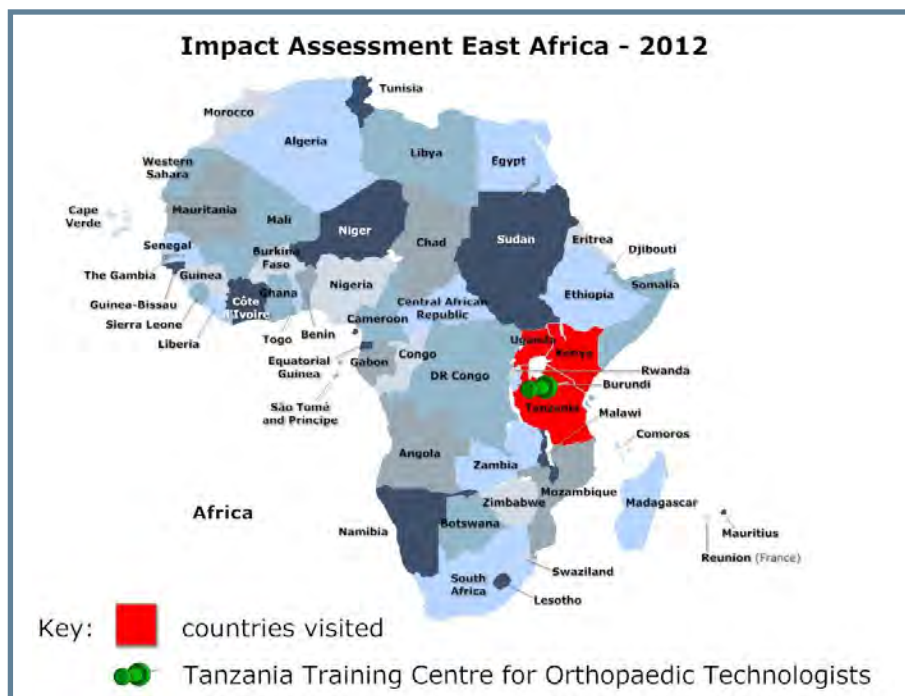 Impact Assessment East Africa - 2012
Tunisia
Morocco
Algeria
Libya
Egypt
Western
Sahara
Cape
Verde
Mauritania
Mali
Niger
Chad
Sudan
Eritrea
Djibouti
Senegal
Burkina
Faso
The Gambia
Guinea
Guinea-Bissau
Côte
d'Ivoire
Ghana
Nigeria
Ethiopia
Somalia
Central African
Republic
Sierra Leone
Liberia
Togo
Benin
Cameroon
Equatorial
Guinea
Gabon
Congo
DR Congo
Uganda
Kenya
Rwanda
Burundi
Tanzania
Malawi
São Tomé
and Principe
Comoros
Angola
Zambia
Mozambique
Zimbabwe
Madagascar
Africa
Namibia
Botswana
Mauritius
Reunion (France)
Swaziland
South
Africa
Lesotho
Key:
countries visited
Tanzania Training Centre for Orthopaedic Technologists